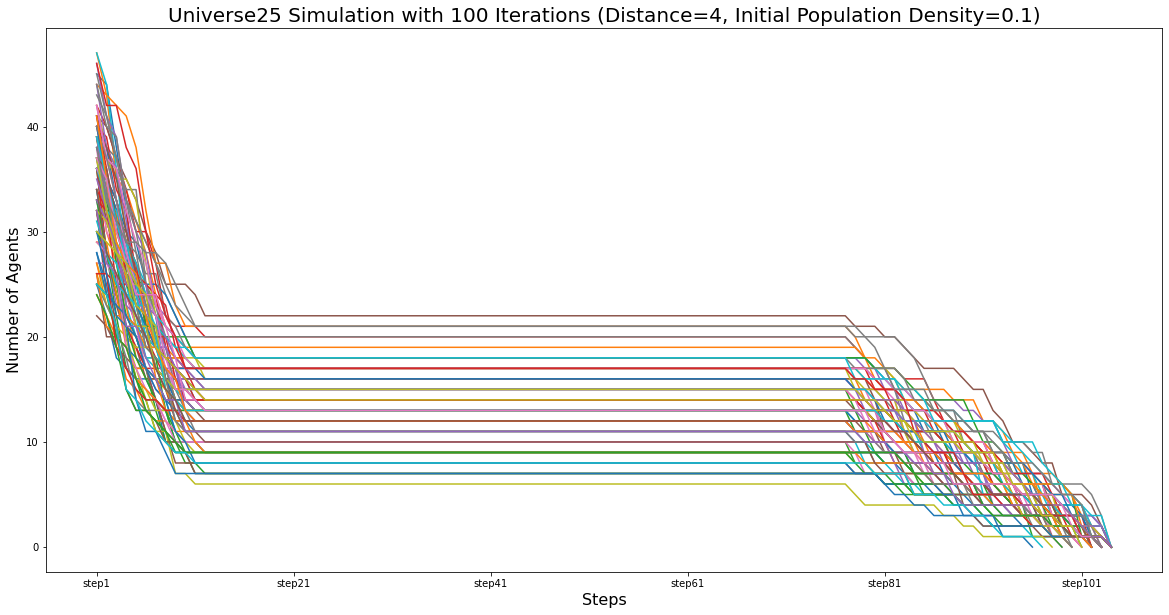 Universe25 Simulation with 100 Iterations (Distance=4, Initial Population Density=0.1)
Number of Agents
40
30
20
10
0
step1 step21 step41 step61 step81 step101
Steps